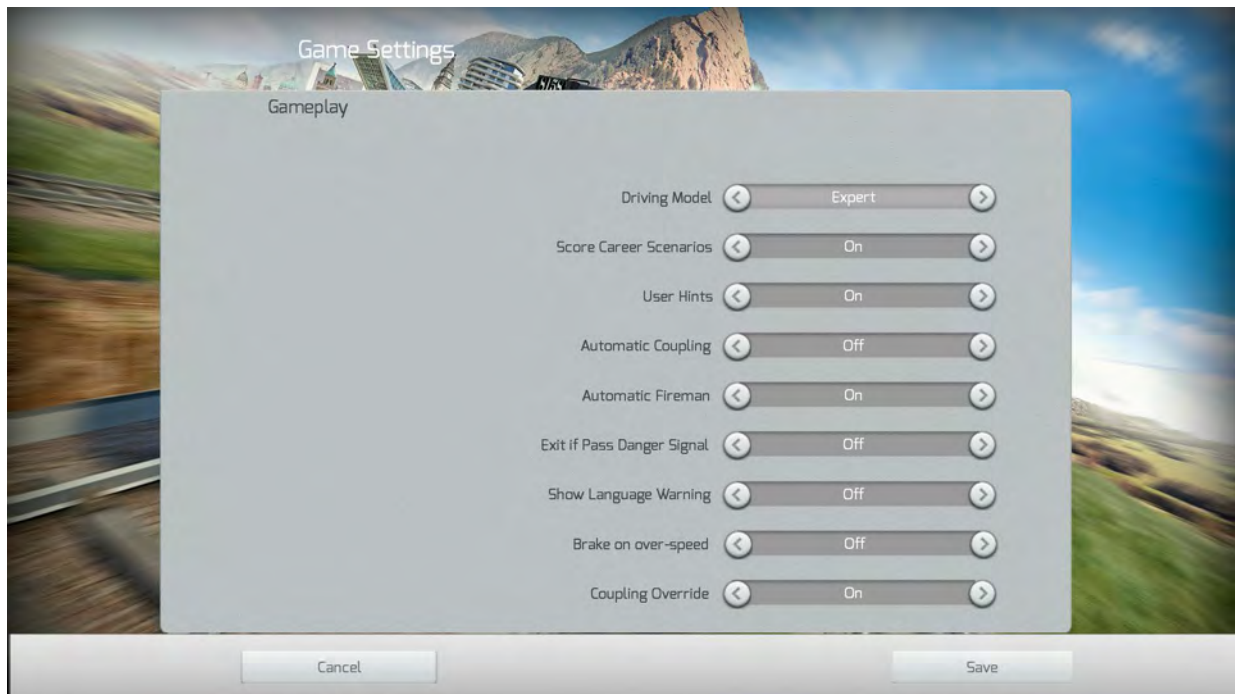 Game Settings
Gameplay
Driving Model Expert
Score Career Scenarios On
User Hints On
Automatic Coupling Off
Automatic Fireman On
Exit if Pass Danger Signal Off
Show Language Warning Off
Brake on over-speed Off
Coupling Override On
Cancel Save